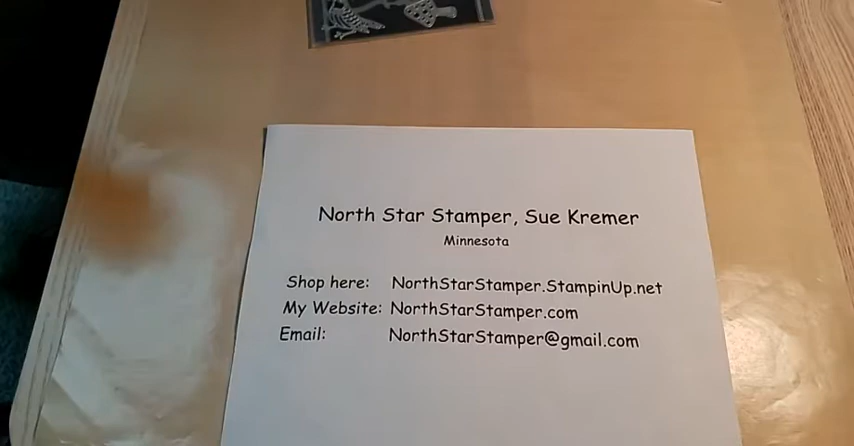 North Star Stamper, Sue Kremer
Minnesota
Shop here: NorthStarStamper.StampinUp.net
My Website: NorthStarStamper.com
Email: NorthStarStamper@gmail.com